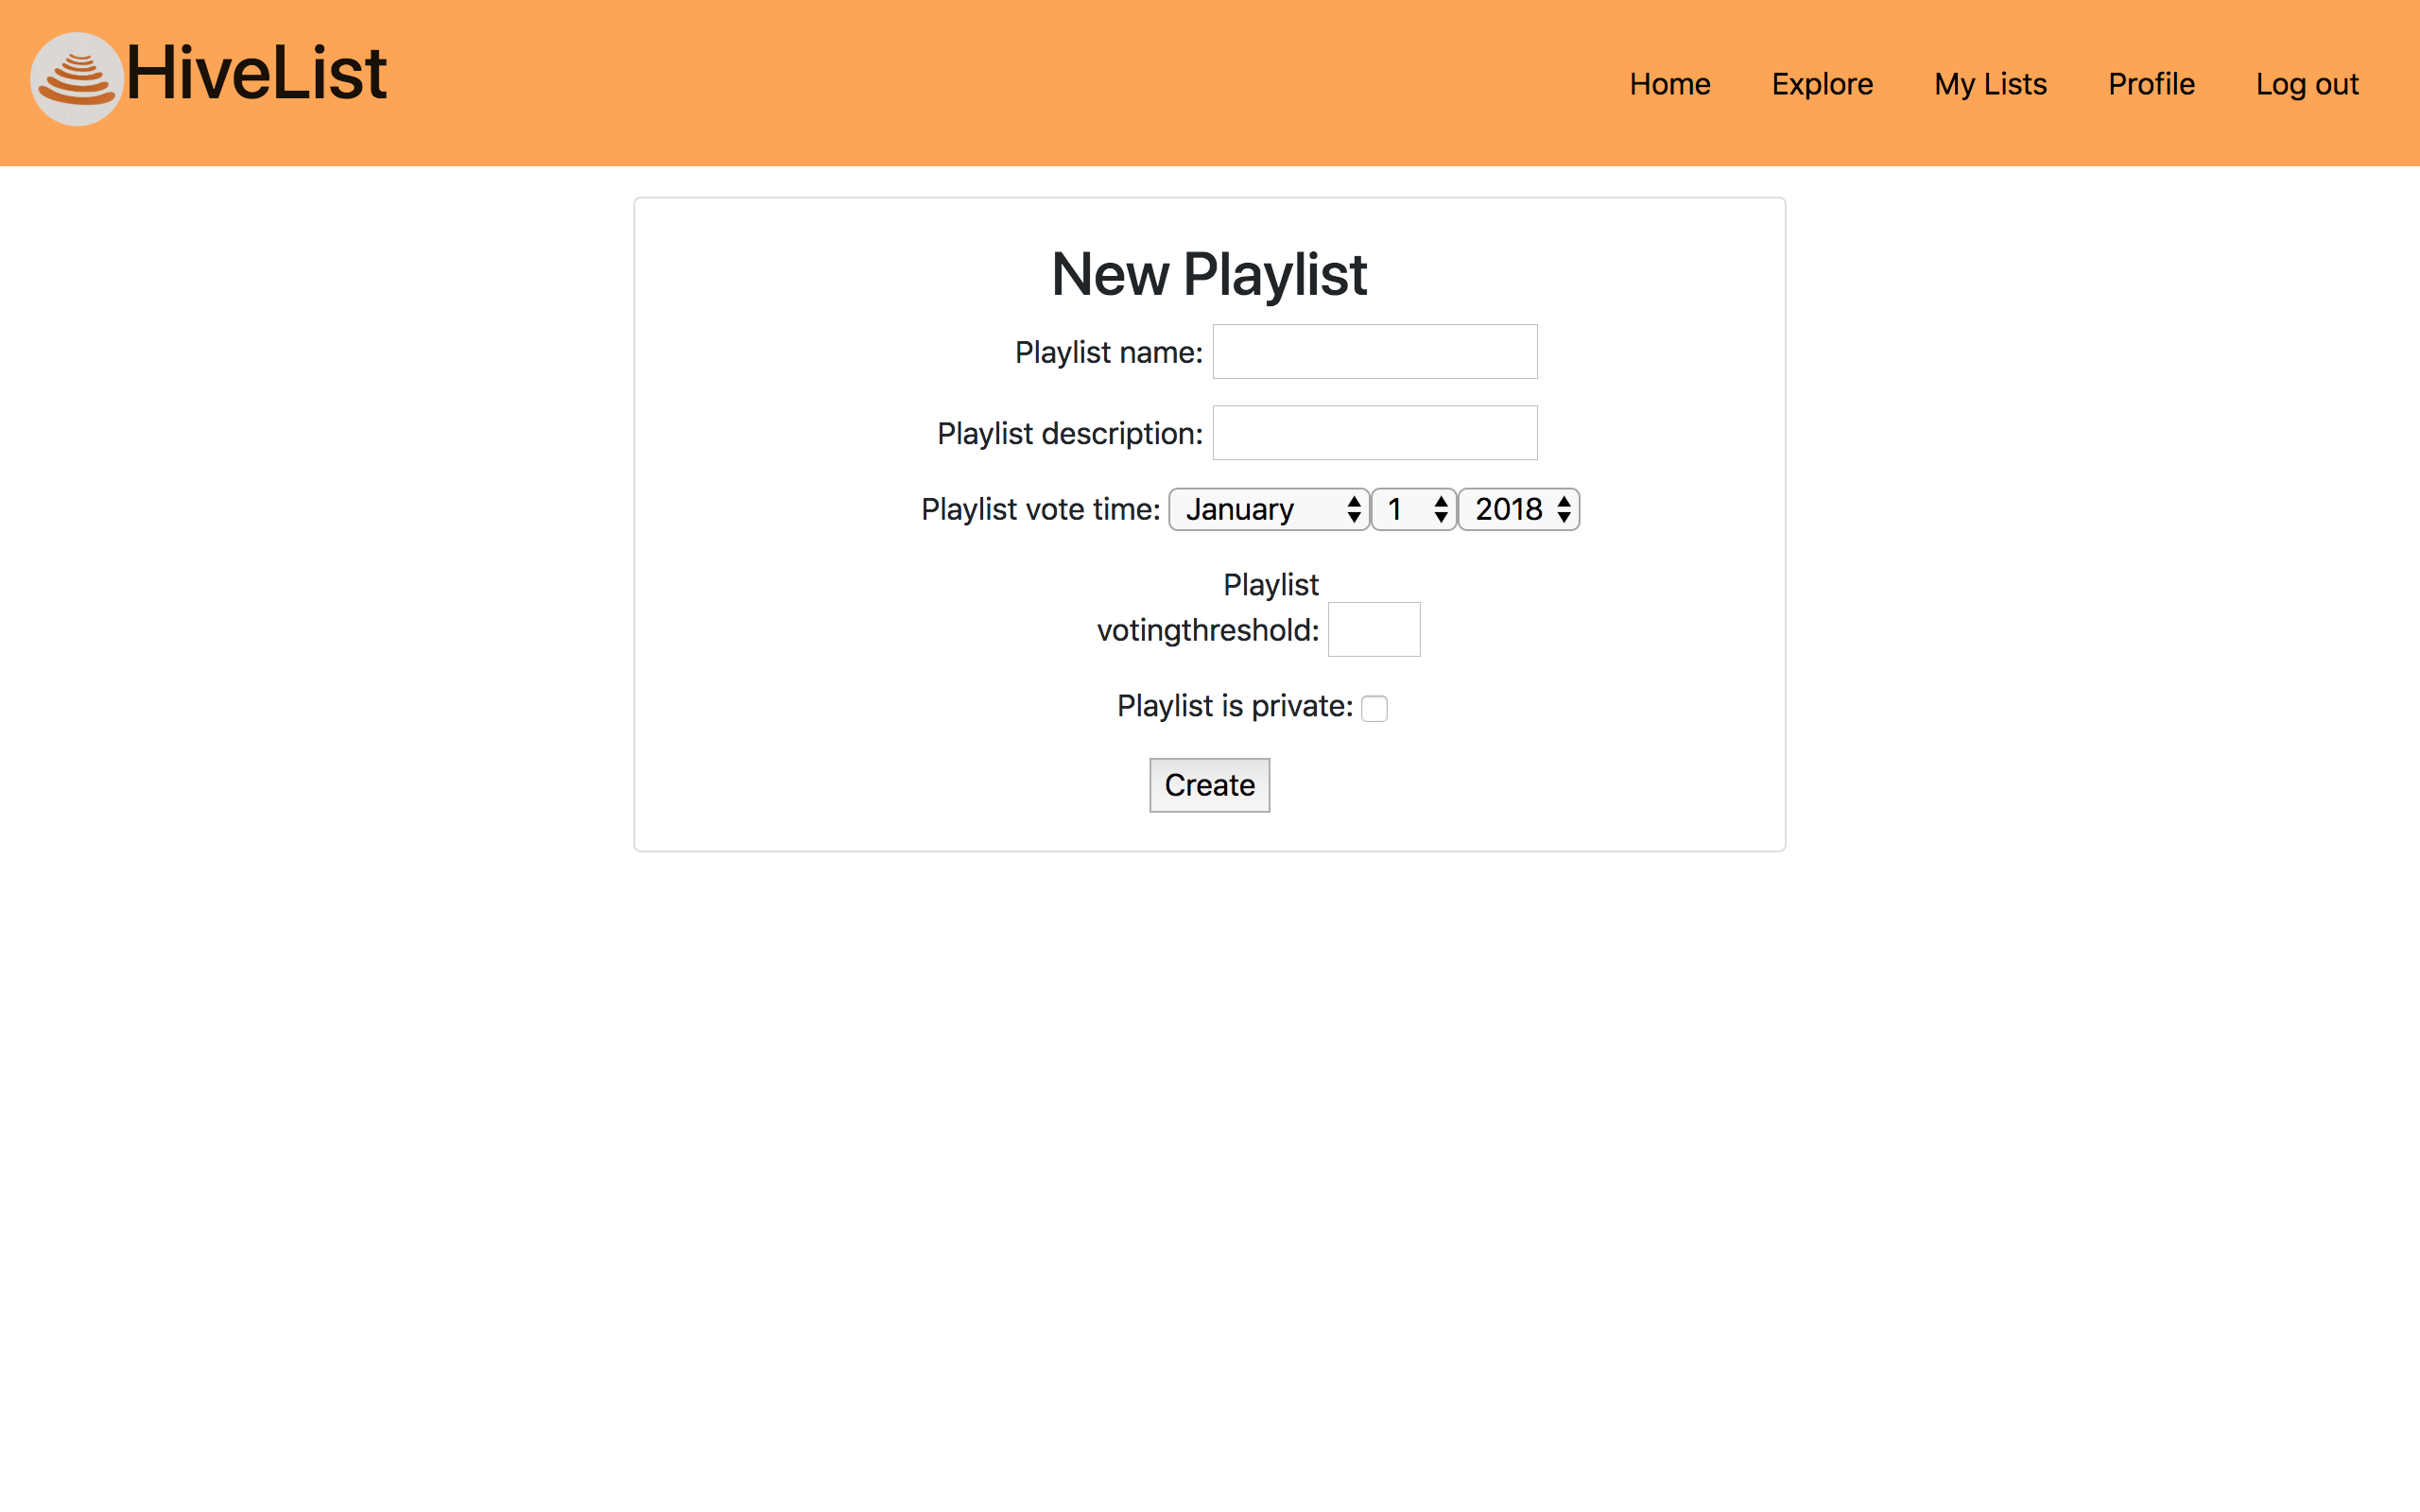 HiveList
Home Explore My Lists Profile Log out
New Playlist
Playlist name:
Playlist description:
Playlist vote time: January 1 2018
Playlist
votingthreshold:
Playlist is private:
Create